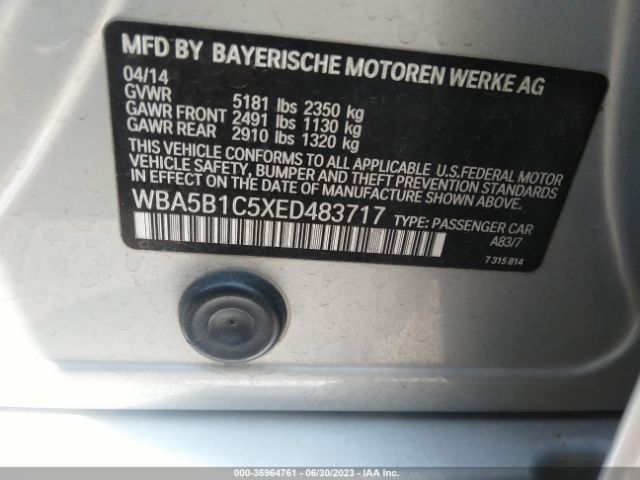 MFD BY BAYERISCHE MOTOREN WERKE AG
04/14
GVWR 5181 lbs 2350 kg
GAWR FRONT 2491 lbs 1130 kg
GAWR REAR 2910 lbs 1320 kg
THIS VEHICLE CONFORMS TO ALL APPLICABLE U.S.FEDERAL MOTOR
VEHICLE SAFETY, BUMPER AND THEFT PREVENTION STANDARDS
IN EFFECT ON THE DATE OF MANUFACTURE SHOWN ABOVE.
WBA5B1C5XED483717 TYPE: PASSENGER CAR
A83/7
7 315 814
000-36964761 - 06/30/2023 - IAA Inc.